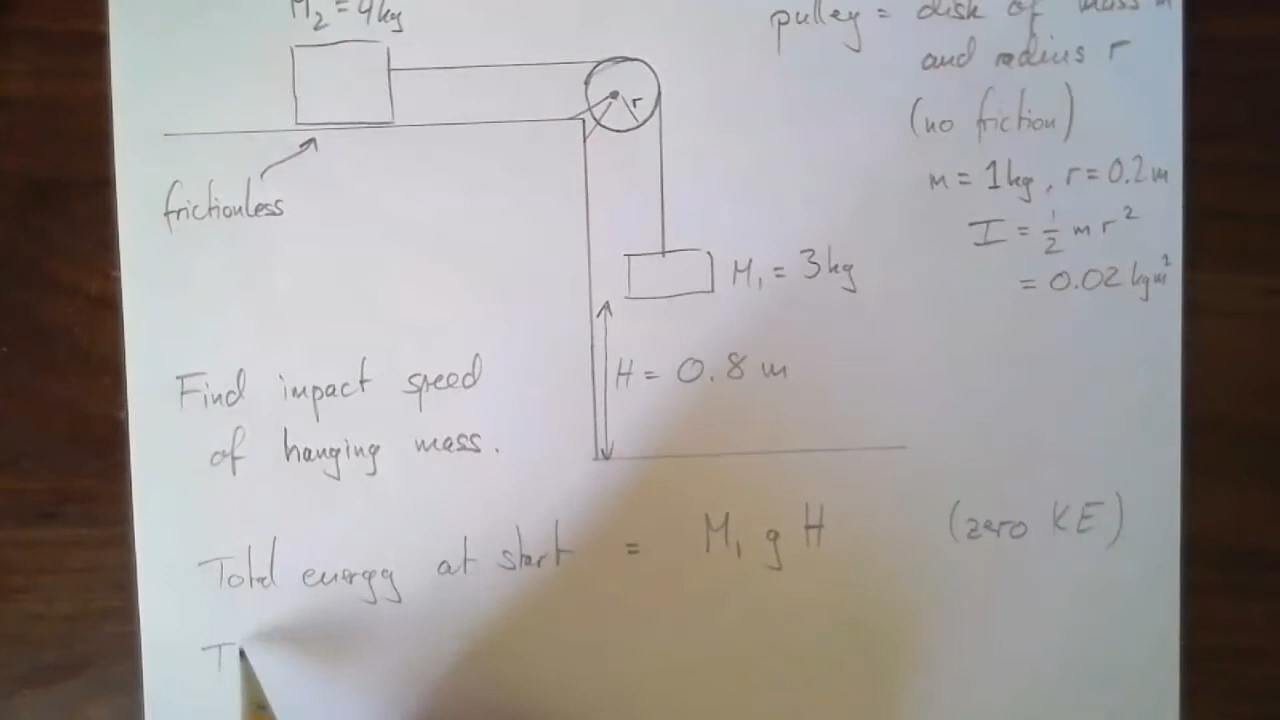 M₂ = 4kg
pulley = disk of mass m
and radius r
(no friction)
m = 1kg, r = 0.2m
I = ½ m r²
= 0.02 kgm²
r
frictionless
M₁ = 3kg
H = 0.8 m
Find impact speed
of hanging mass.
Total energy at start = M₁ g H (zero KE)
T